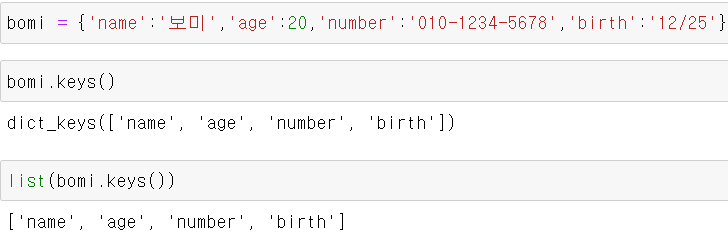 bomi = {'name':'보미','age':20,'number':'010-1234-5678','birth':'12/25'}
bomi.keys()
dict_keys(['name', 'age', 'number', 'birth'])
list(bomi.keys())
['name', 'age', 'number', 'birth']